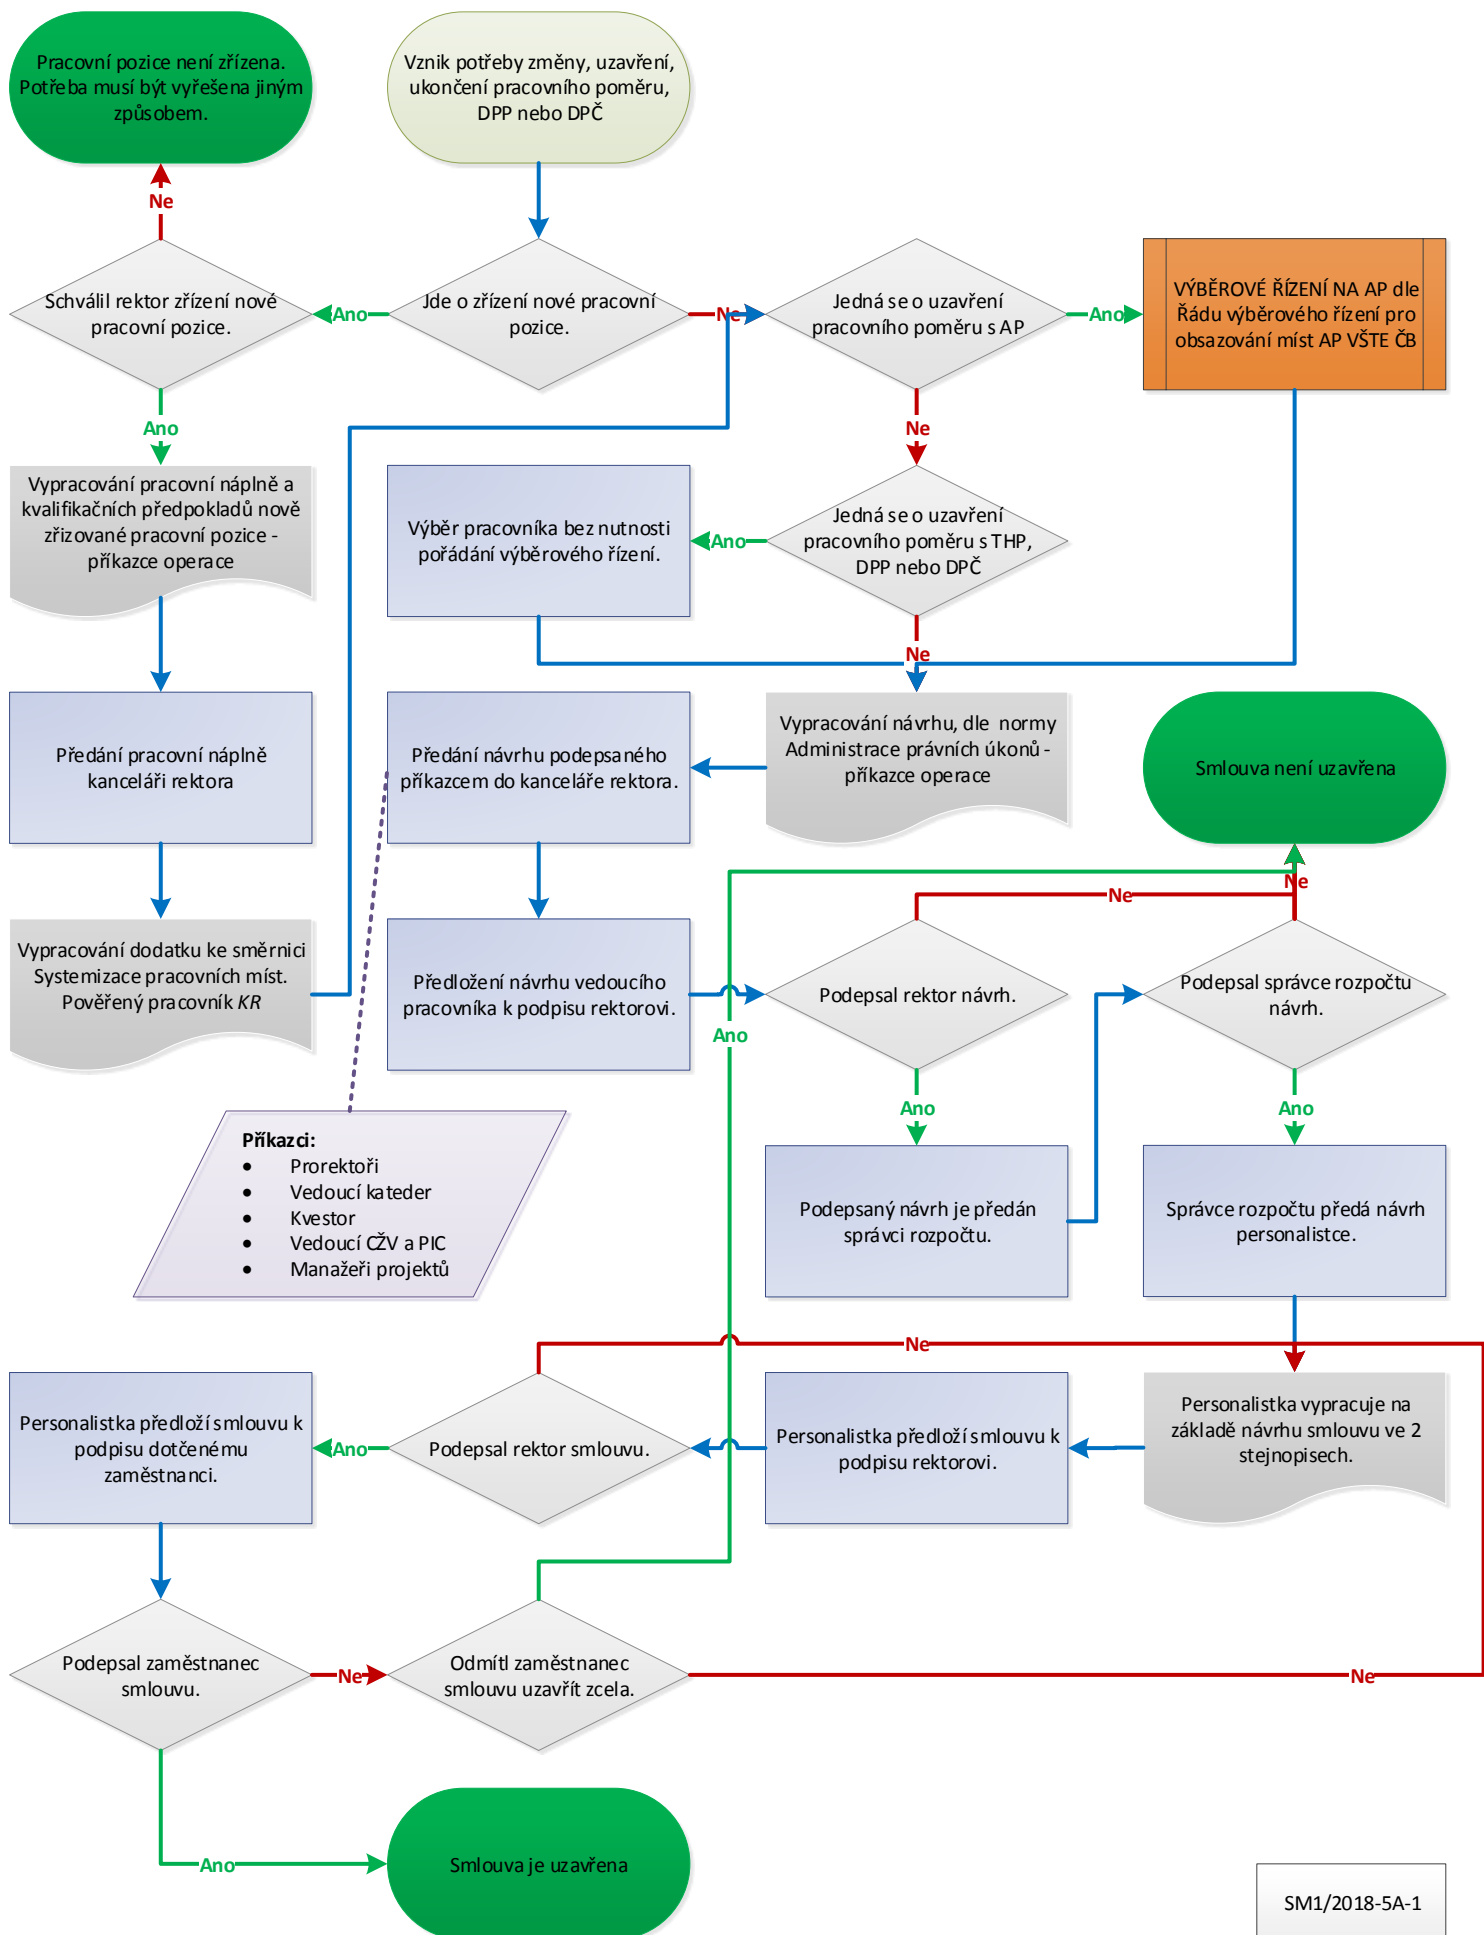 Pracovní pozice není zřízena.
Potřeba musí být vyřešena jiným
způsobem.
Vznik potřeby změny, uzavření,
ukončení pracovního poměru,
DPP nebo DPČ
Ne
Schválil rektor zřízení nové
pracovní pozice.
Ano
Jde o zřízení nové pracovní
pozice.
Ne
Jedná se o uzavření
pracovního poměru s AP
Ano
VÝBĚROVÉ ŘÍZENÍ NA AP dle
Řádu výběrového řízení pro
obsazování míst AP VŠTE ČB
Ano
Ne
Vypracování pracovní náplně a
kvalifikačních předpokladů nově
zřizované pracovní pozice -
příkazce operace
Výběr pracovníka bez nutnosti
pořádání výběrového řízení.
Ano
Jedná se o uzavření
pracovního poměru s THP,
DPP nebo DPČ
Ne
Předání pracovní náplně
kanceláři rektora
Předání návrhu podepsaného
příkazcem do kanceláře rektora.
Vypracování návrhu, dle normy
Administrace právních úkonů -
příkazce operace
Smlouva není uzavřena
Ne
Ne
Vypracování dodatku ke směrnici
Systemizace pracovních míst.
Pověřený pracovník KR
Předložení návrhu vedoucího
pracovníka k podpisu rektorovi.
Ano
Podepsal rektor návrh.
Podepsal správce rozpočtu
návrh.
Ano
Ano
Příkazci:
• Prorektoři
• Vedoucí kateder
• Kvestor
• Vedoucí CŽV a PIC
• Manažeři projektů
Podepsaný návrh je předán
správci rozpočtu.
Správce rozpočtu předá návrh
personalistce.
Ne
Personalistka předloží smlouvu k
podpisu dotčenému
zaměstnanci.
Ano
Podepsal rektor smlouvu.
Personalistka předloží smlouvu k
podpisu rektorovi.
Personalistka vypracuje na
základě návrhu smlouvu ve 2
stejnopisech.
Podepsal zaměstnanec
smlouvu.
Ne
Odmítl zaměstnanec
smlouvu uzavřít zcela.
Ne
Ano
Smlouva je uzavřena
SM1/2018-5A-1